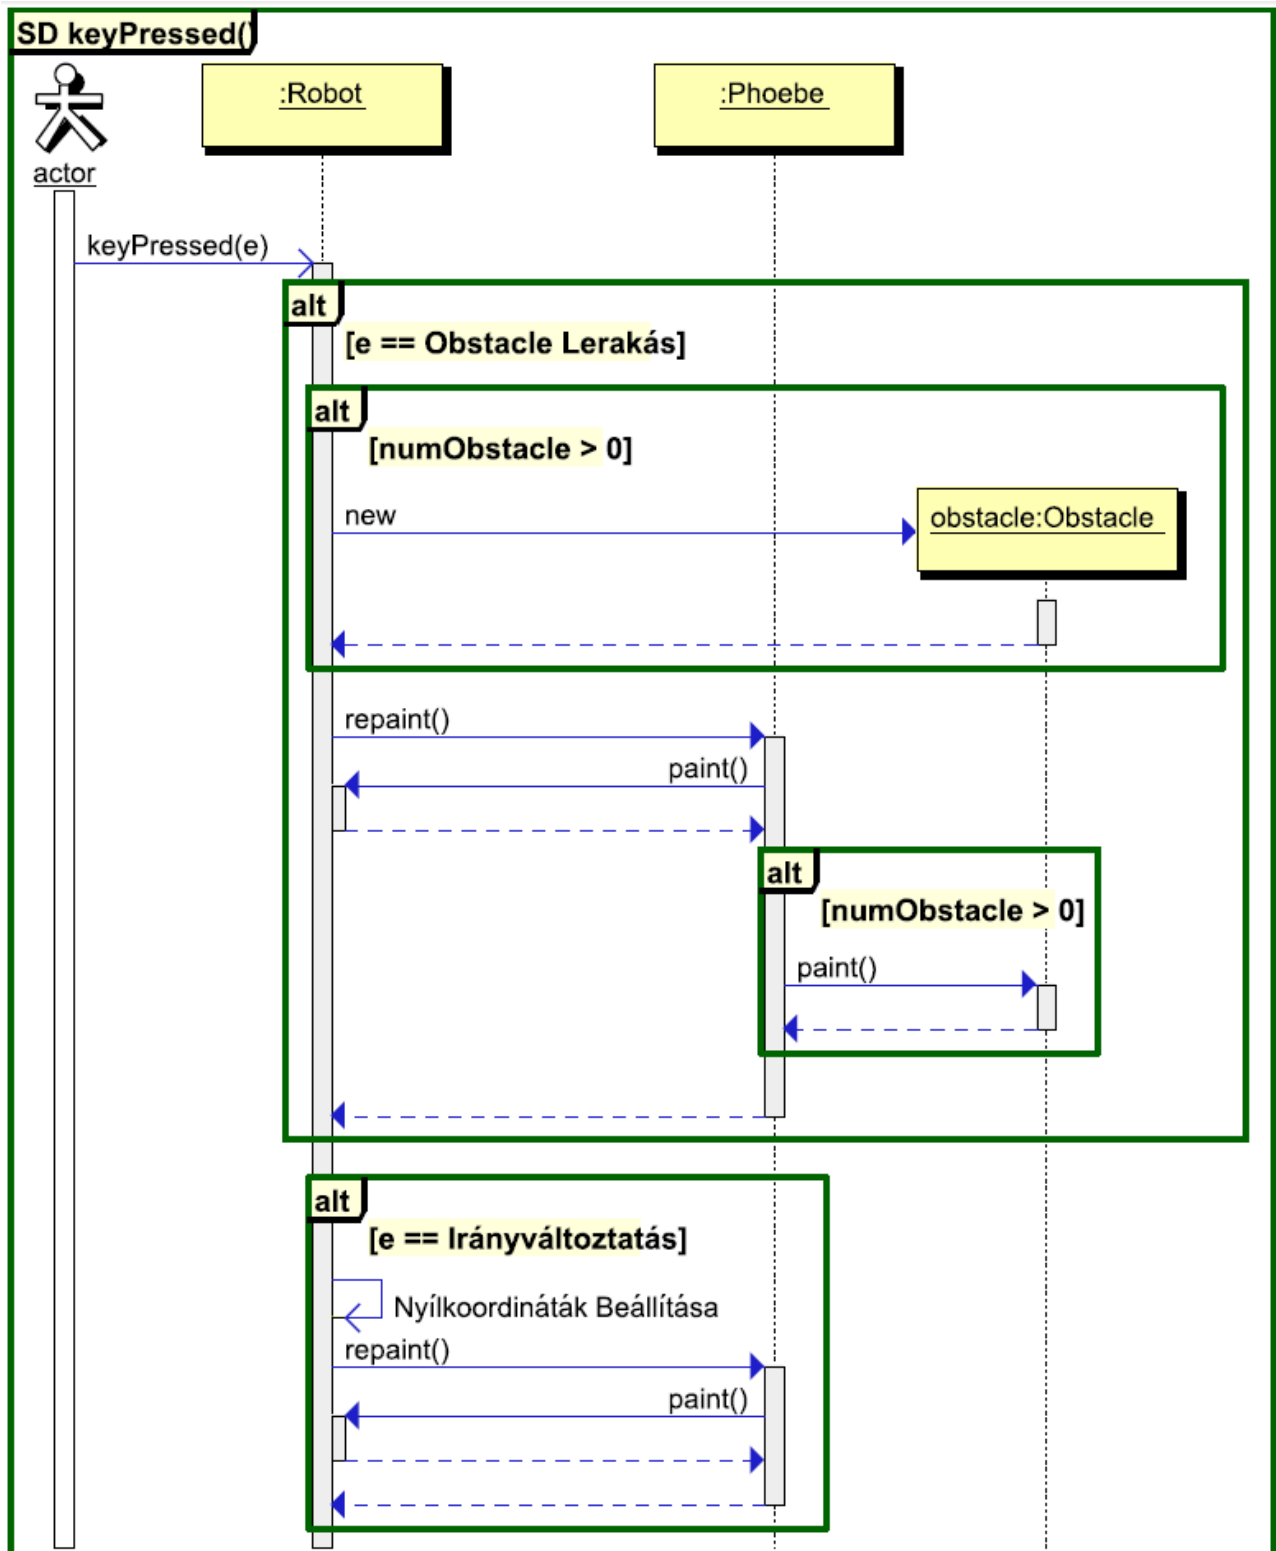 SD keyPressed()
:Robot
:Phoebe
actor
keyPressed(e)
alt
[e == Obstacle Lerakás]
alt
[numObstacle > 0]
new
obstacle:Obstacle
repaint()
paint()
alt
[numObstacle > 0]
paint()
alt
[e == Irányváltoztatás]
Nyílkoordináták Beállítása
repaint()
paint()